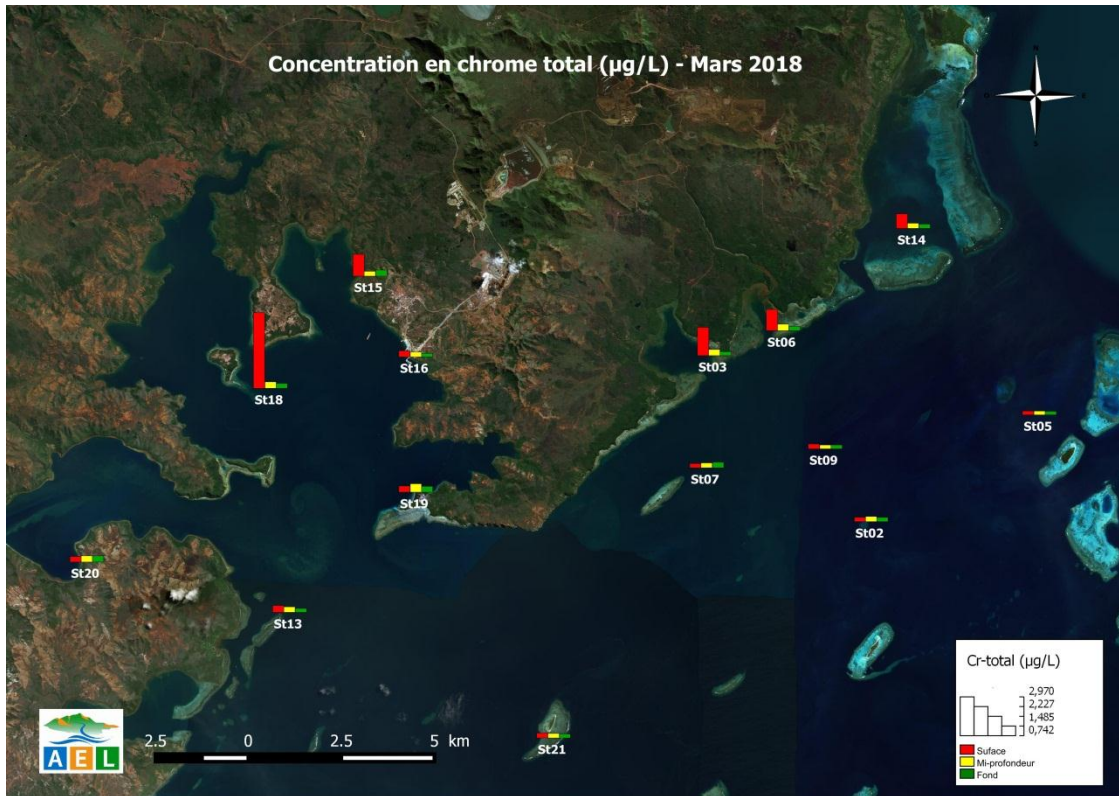 Concentration en chrome total (µg/L) - Mars 2018
N
O E
S
St14
St15
St06
St03
St16
St18
St05
St09
St07
St19
St02
St20
St13
St21
Cr-total (µg/L)
2,970
2,227
1,485
0,742
Suface
Mi-profondeur
Fond
AEL
2.5 0 2.5 5 km